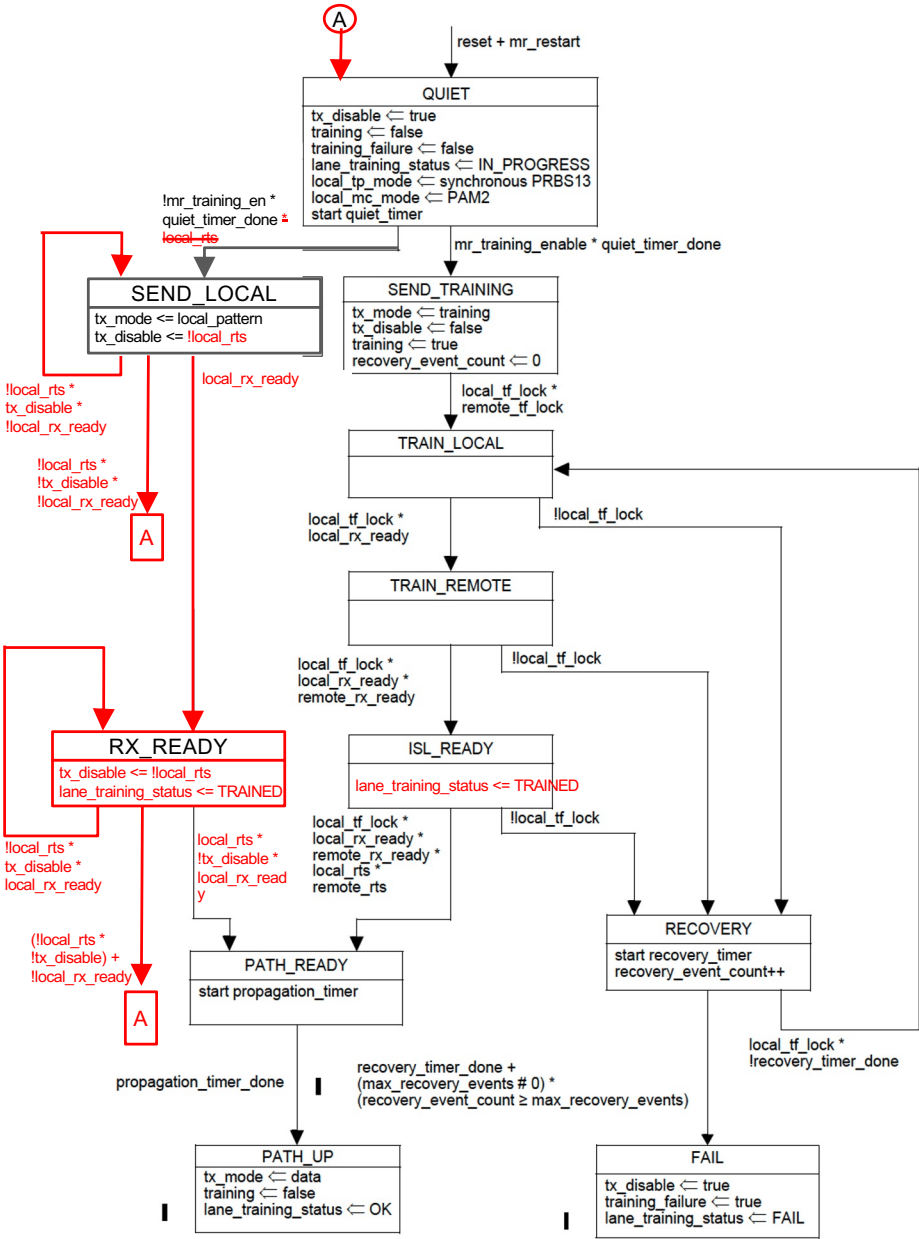 A
reset + mr_restart
QUIET
tx_disable ⇐ true
training ⇐ false
training_failure ⇐ false
lane_training_status ⇐ IN_PROGRESS
local_tp_mode ⇐ synchronous PRBS13
local_mc_mode ⇐ PAM2
start quiet_timer
!mr_training_en *
quiet_timer_done *
local_rts
mr_training_enable * quiet_timer_done
SEND_LOCAL
tx_mode <= local_pattern
tx_disable <= !local_rts
SEND_TRAINING
tx_mode ⇐ training
tx_disable ⇐ false
training ⇐ true
recovery_event_count ⇐ 0
!local_rts *
tx_disable *
!local_rx_ready
local_rx_ready
local_tf_lock *
remote_tf_lock
!local_rts *
!tx_disable *
!local_rx_ready
A
TRAIN_LOCAL
local_tf_lock *
local_rx_ready
!local_tf_lock
TRAIN_REMOTE
local_tf_lock *
local_rx_ready *
remote_rx_ready
!local_tf_lock
RX_READY
tx_disable <= !local_rts
lane_training_status <= TRAINED
ISL_READY
lane_training_status <= TRAINED
!local_rts *
tx_disable *
local_rx_ready
local_rts *
!tx_disable *
local_rx_read
y
local_tf_lock *
local_rx_ready *
remote_rx_ready *
local_rts *
remote_rts
!local_tf_lock
(!local_rts *
!tx_disable) +
!local_rx_ready
A
PATH_READY
start propagation_timer
RECOVERY
start recovery_timer
recovery_event_count++
local_tf_lock *
!recovery_timer_done
propagation_timer_done
recovery_timer_done +
(max_recovery_events # 0) *
(recovery_event_count ≥ max_recovery_events)
PATH_UP
tx_mode ⇐ data
training ⇐ false
lane_training_status ⇐ OK
FAIL
tx_disable ⇐ true
training_failure ⇐ true
lane_training_status ⇐ FAIL